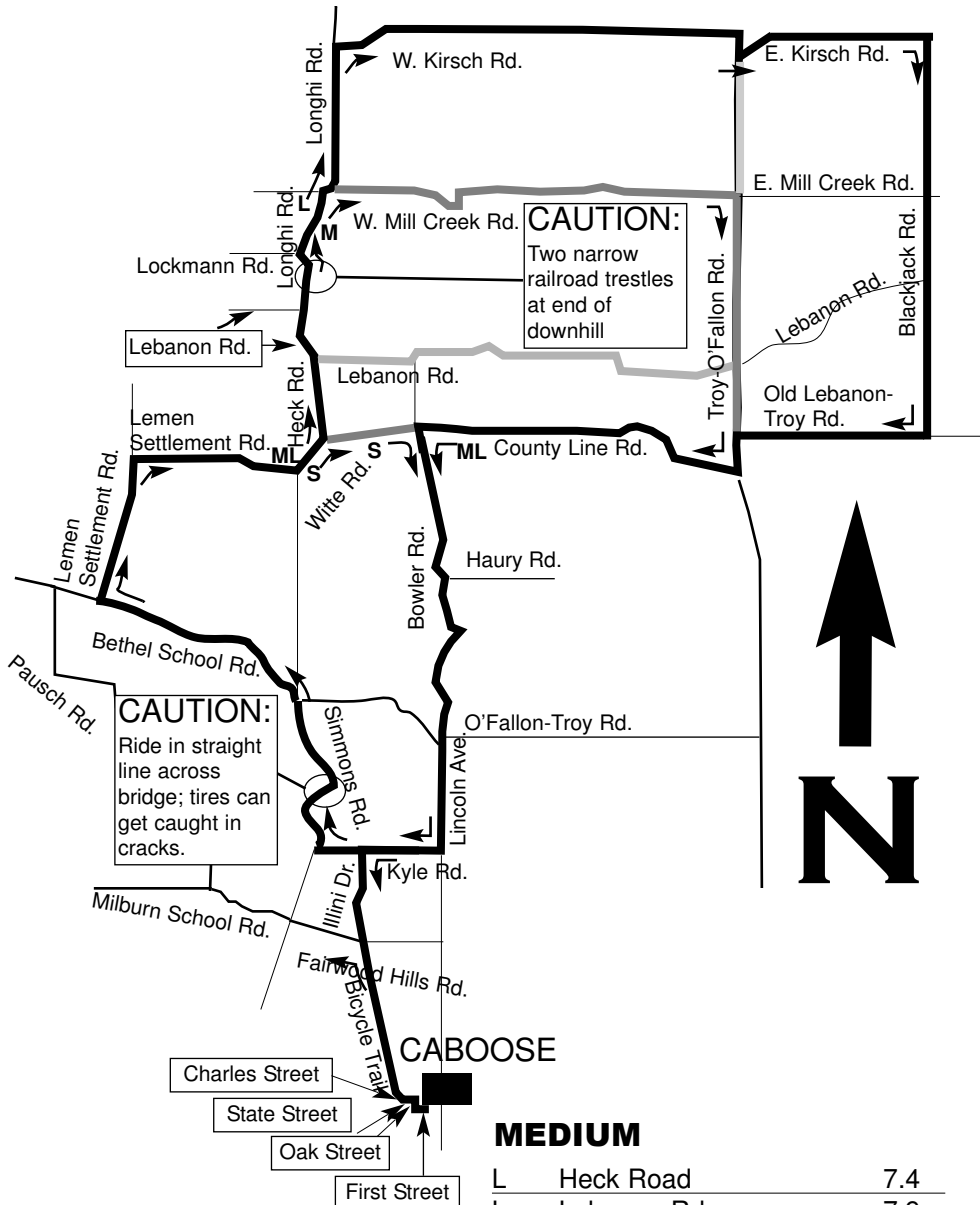 W. Kirsch Rd.
E. Kirsch Rd.
Longhi Rd.
L
M
W. Mill Creek Rd.
E. Mill Creek Rd.
Longhi Rd.
Lockmann Rd.
CAUTION:
Two narrow
railroad trestles
at end of
downhill
Troy-O'Fallon Rd.
Lebanon Rd.
Blackjack Rd.
Lebanon Rd.
Lebanon Rd.
Heck Rd.
Old Lebanon-
Troy Rd.
Lemen
Settlement Rd.
ML
S
S
ML
County Line Rd.
Witte Rd.
Lemen
Settlement Rd.
Bowler Rd.
Haury Rd.
Bethel School Rd.
Pausch Rd.
CAUTION:
Ride in straight
line across
bridge; tires can
get caught in
cracks.
Simmons Rd.
O'Fallon-Troy Rd.
Lincoln Ave.
N
Illini Dr.
Kyle Rd.
Milburn School Rd.
Fairwood Hills Rd.
Bicycle Trail
CABOOSE
Charles Street
State Street
Oak Street
First Street
MEDIUM
L Heck Road 7.4